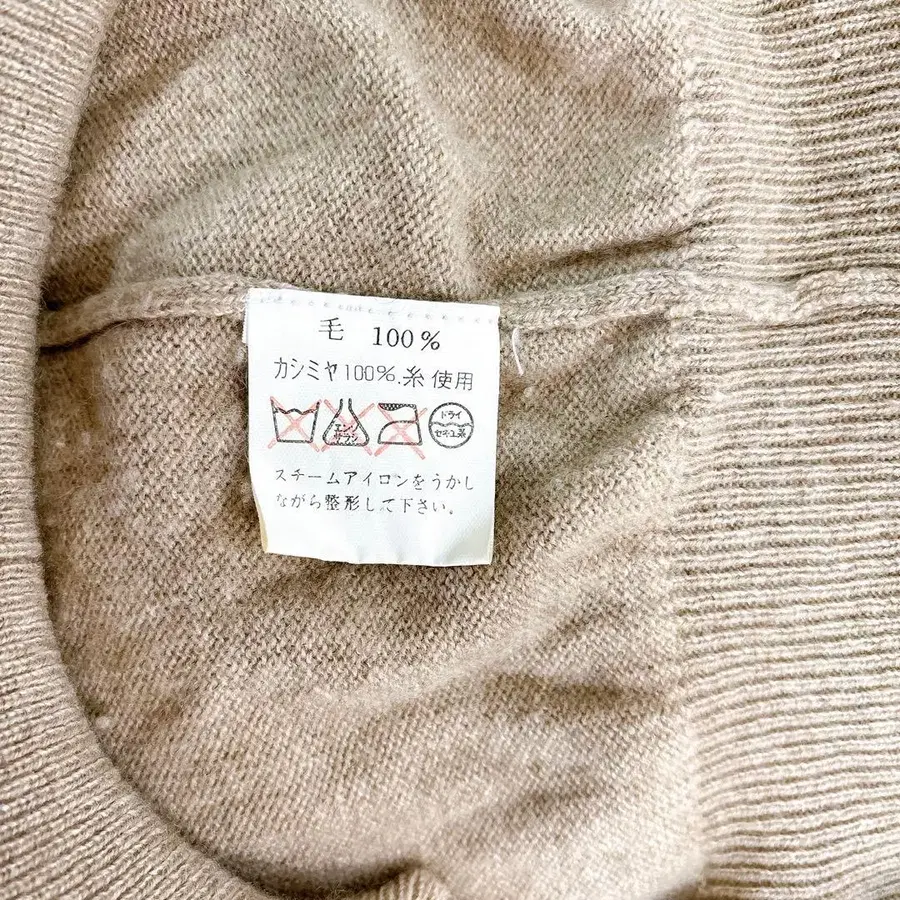 毛 100%
カシミヤ100%.糸使用
エンソ サラシ ドライ セキユ系
スチームアイロンをうかし
ながら整形して下さい。